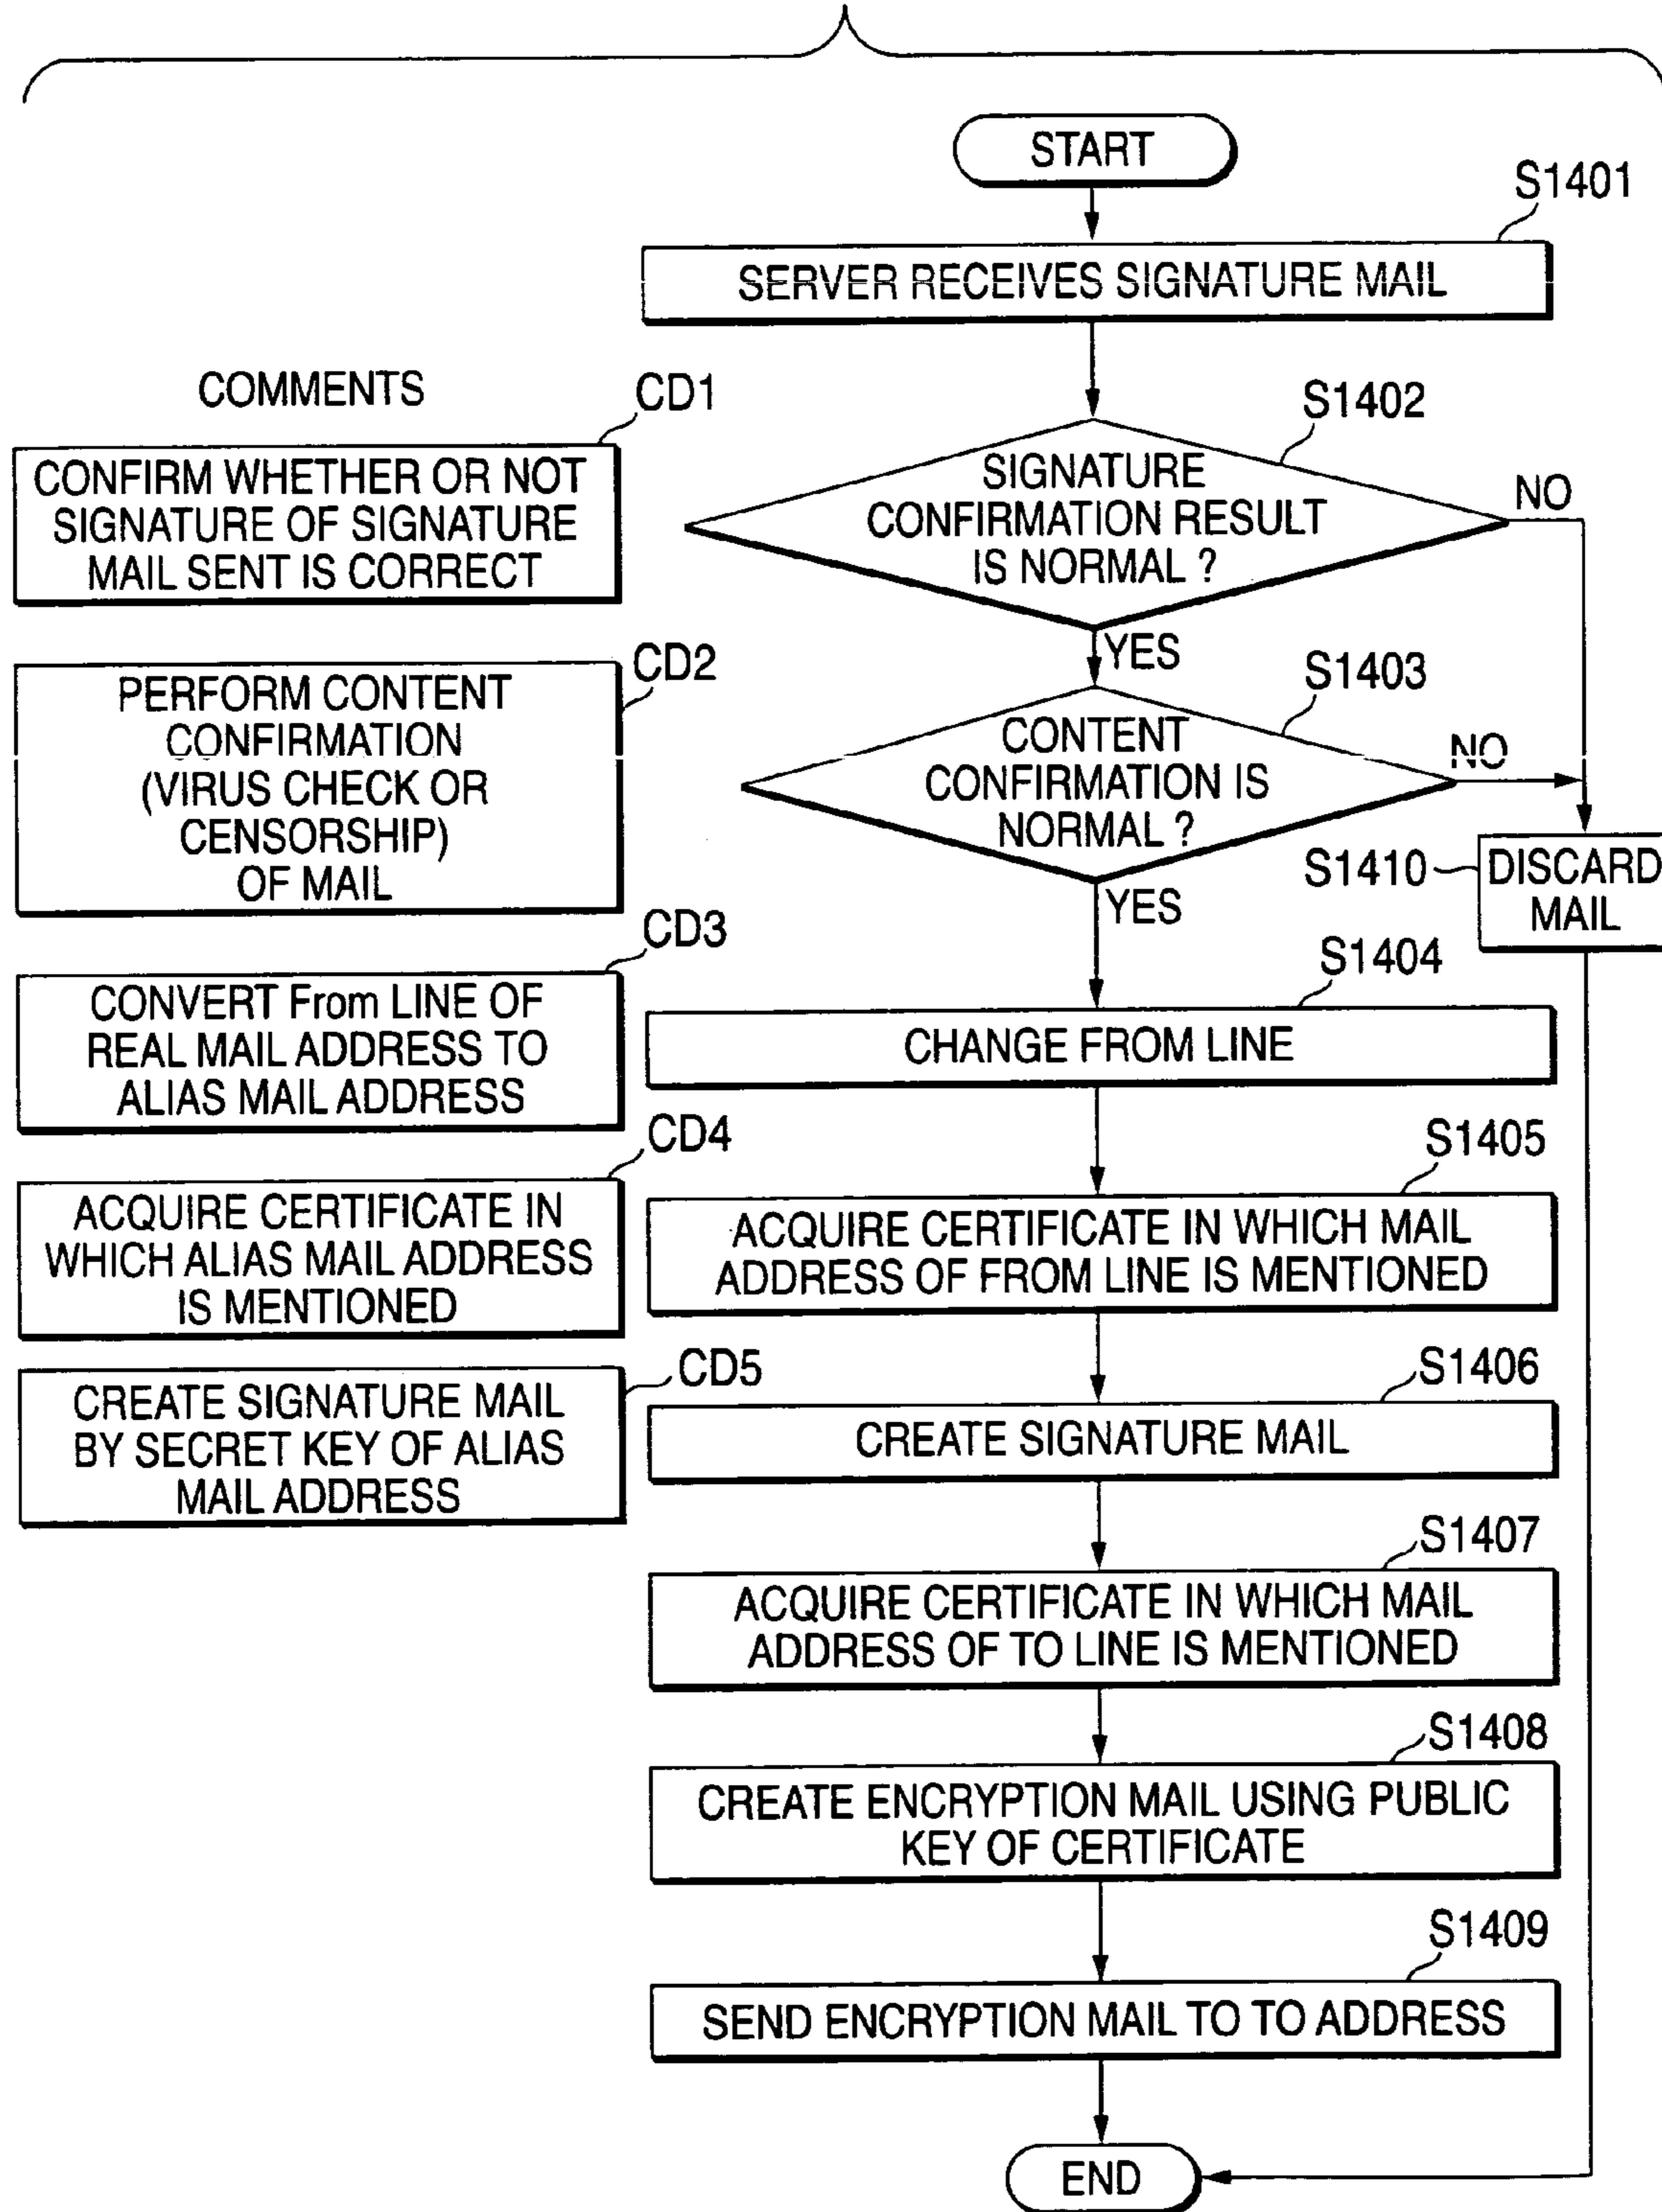 START
S1401
SERVER RECEIVES SIGNATURE MAIL
COMMENTS
CD1
CONFIRM WHETHER OR NOT
SIGNATURE OF SIGNATURE
MAIL SENT IS CORRECT
S1402
SIGNATURE
CONFIRMATION RESULT
IS NORMAL ?
NO
YES
CD2
PERFORM CONTENT
CONFIRMATION
(VIRUS CHECK OR
CENSORSHIP)
OF MAIL
S1403
CONTENT
CONFIRMATION IS
NORMAL ?
NO
YES
S1410
DISCARD
MAIL
CD3
CONVERT From LINE OF
REAL MAIL ADDRESS TO
ALIAS MAIL ADDRESS
S1404
CHANGE FROM LINE
CD4
ACQUIRE CERTIFICATE IN
WHICH ALIAS MAIL ADDRESS
IS MENTIONED
S1405
ACQUIRE CERTIFICATE IN WHICH MAIL
ADDRESS OF FROM LINE IS MENTIONED
CD5
CREATE SIGNATURE MAIL
BY SECRET KEY OF ALIAS
MAIL ADDRESS
S1406
CREATE SIGNATURE MAIL
S1407
ACQUIRE CERTIFICATE IN WHICH MAIL
ADDRESS OF TO LINE IS MENTIONED
S1408
CREATE ENCRYPTION MAIL USING PUBLIC
KEY OF CERTIFICATE
S1409
SEND ENCRYPTION MAIL TO TO ADDRESS
END